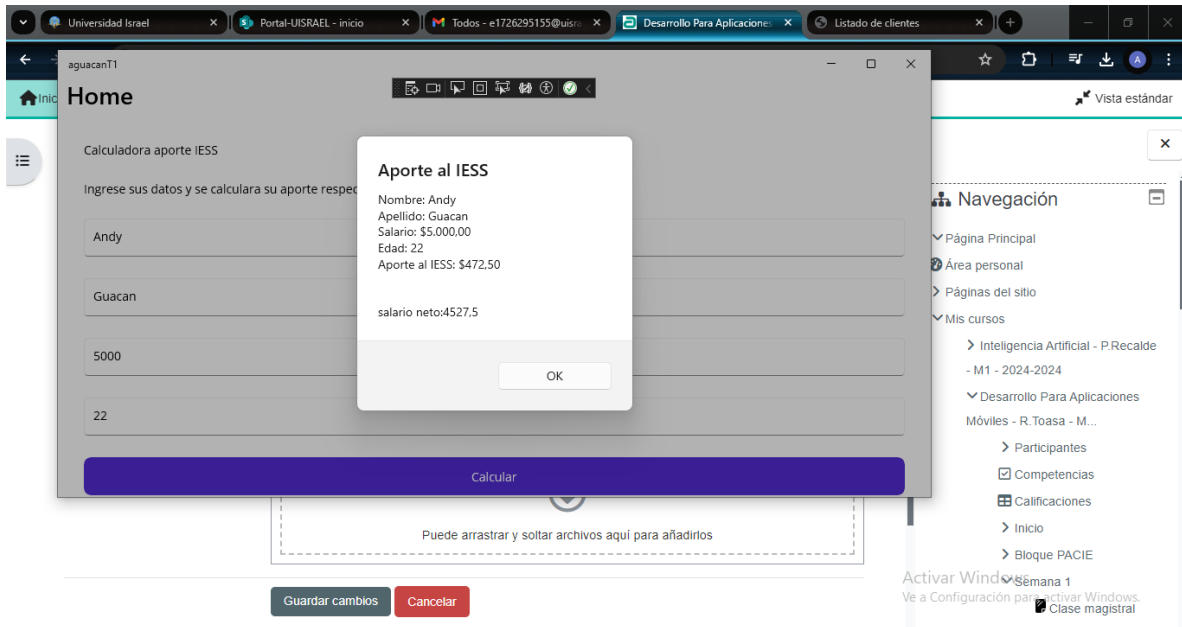 Universidad Israel
Portal-UISRAEL - inicio
Todos - e1726295155@uisra
Desarrollo Para Aplicaciones
Listado de clientes
A
aguacanT1
Inic
Home
Vista estándar
Calculadora aporte IESS
Ingrese sus datos y se calculara su aporte respec
Andy
Guacan
5000
22
Calcular
Aporte al IESS
Nombre: Andy
Apellido: Guacan
Salario: $5.000,00
Edad: 22
Aporte al IESS: $472,50
salario neto:4527,5
OK
Puede arrastrar y soltar archivos aquí para añadirlos
Guardar cambios
Cancelar
Navegación
Página Principal
Área personal
Páginas del sitio
Mis cursos
Inteligencia Artificial - P.Recalde
- M1 - 2024-2024
Desarrollo Para Aplicaciones
Móviles - R.Toasa - M...
Participantes
Competencias
Calificaciones
Inicio
Bloque PACIE
Semana 1
Clase magistral
Activar Windows
Ve a Configuración para activar Windows.